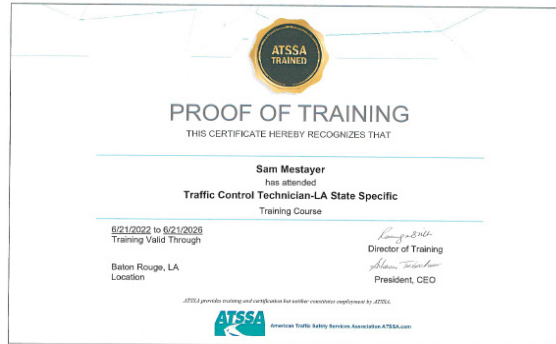 ATSSA
TRAINED
PROOF OF TRAINING
THIS CERTIFICATE HEREBY RECOGNIZES THAT
Sam Mestayer
has attended
Traffic Control Technician-LA State Specific
Training Course
6/21/2022 to 6/21/2026
Training Valid Through
Director of Training
Baton Rouge, LA
Location
President, CEO
ATSSA provides training and certification but neither constitutes employment by ATSSA.
ATSSA
American Traffic Safety Services Association ATSSA.com